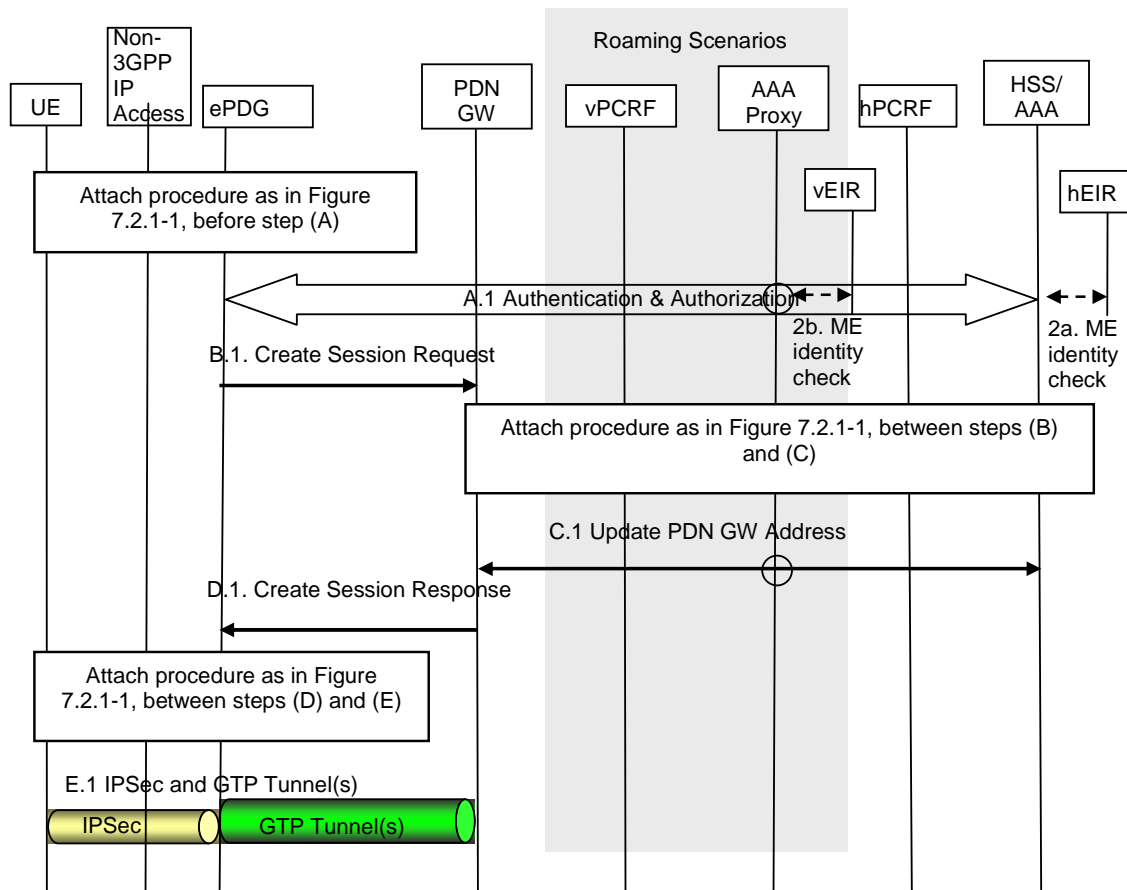 Roaming Scenarios
Non-
3GPP
IP
Access
UE
ePDG
PDN
GW
vPCRF
AAA
Proxy
hPCRF
HSS/
AAA
vEIR
hEIR
Attach procedure as in Figure
7.2.1-1, before step (A)
A.1 Authentication & Authorization
2b. ME
identity
check
2a. ME
identity
check
B.1. Create Session Request
Attach procedure as in Figure 7.2.1-1, between steps (B)
and (C)
C.1 Update PDN GW Address
D.1. Create Session Response
Attach procedure as in Figure
7.2.1-1, between steps (D) and (E)
E.1 IPSec and GTP Tunnel(s)
IPSec
GTP Tunnel(s)